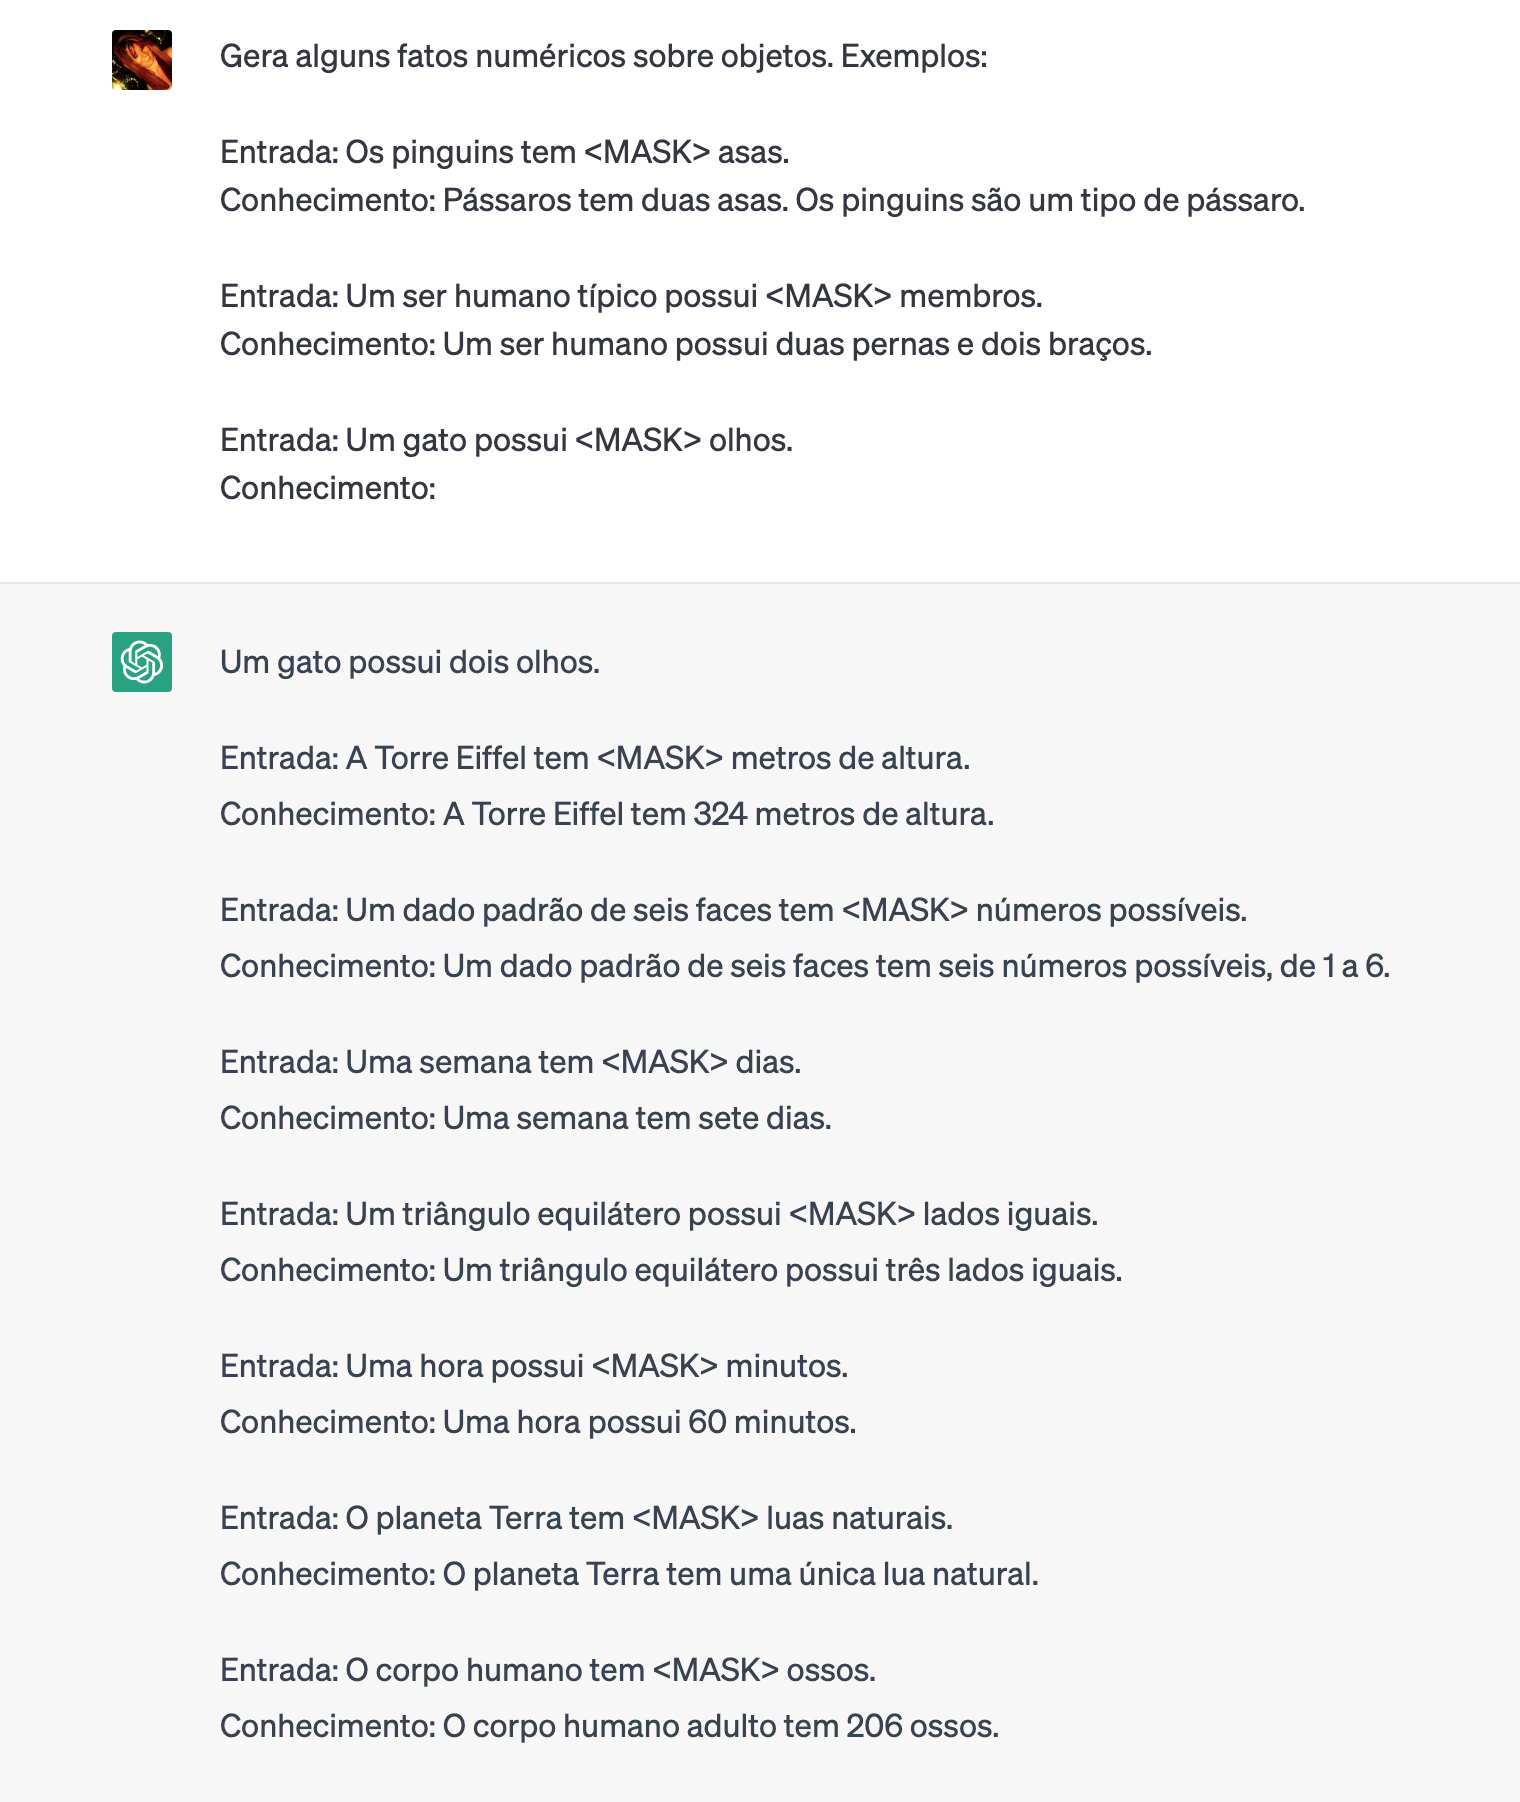 Gera alguns fatos numéricos sobre objetos. Exemplos:
Entrada: Os pinguins tem <MASK> asas.
Conhecimento: Pássaros tem duas asas. Os pinguins são um tipo de pássaro.
Entrada: Um ser humano típico possui <MASK> membros.
Conhecimento: Um ser humano possui duas pernas e dois braços.
Entrada: Um gato possui <MASK> olhos.
Conhecimento:
Um gato possui dois olhos.
Entrada: A Torre Eiffel tem <MASK> metros de altura.
Conhecimento: A Torre Eiffel tem 324 metros de altura.
Entrada: Um dado padrão de seis faces tem <MASK> números possíveis.
Conhecimento: Um dado padrão de seis faces tem seis números possíveis, de 1 a 6.
Entrada: Uma semana tem <MASK> dias.
Conhecimento: Uma semana tem sete dias.
Entrada: Um triângulo equilátero possui <MASK> lados iguais.
Conhecimento: Um triângulo equilátero possui três lados iguais.
Entrada: Uma hora possui <MASK> minutos.
Conhecimento: Uma hora possui 60 minutos.
Entrada: O planeta Terra tem <MASK> luas naturais.
Conhecimento: O planeta Terra tem uma única lua natural.
Entrada: O corpo humano tem <MASK> ossos.
Conhecimento: O corpo humano adulto tem 206 ossos.